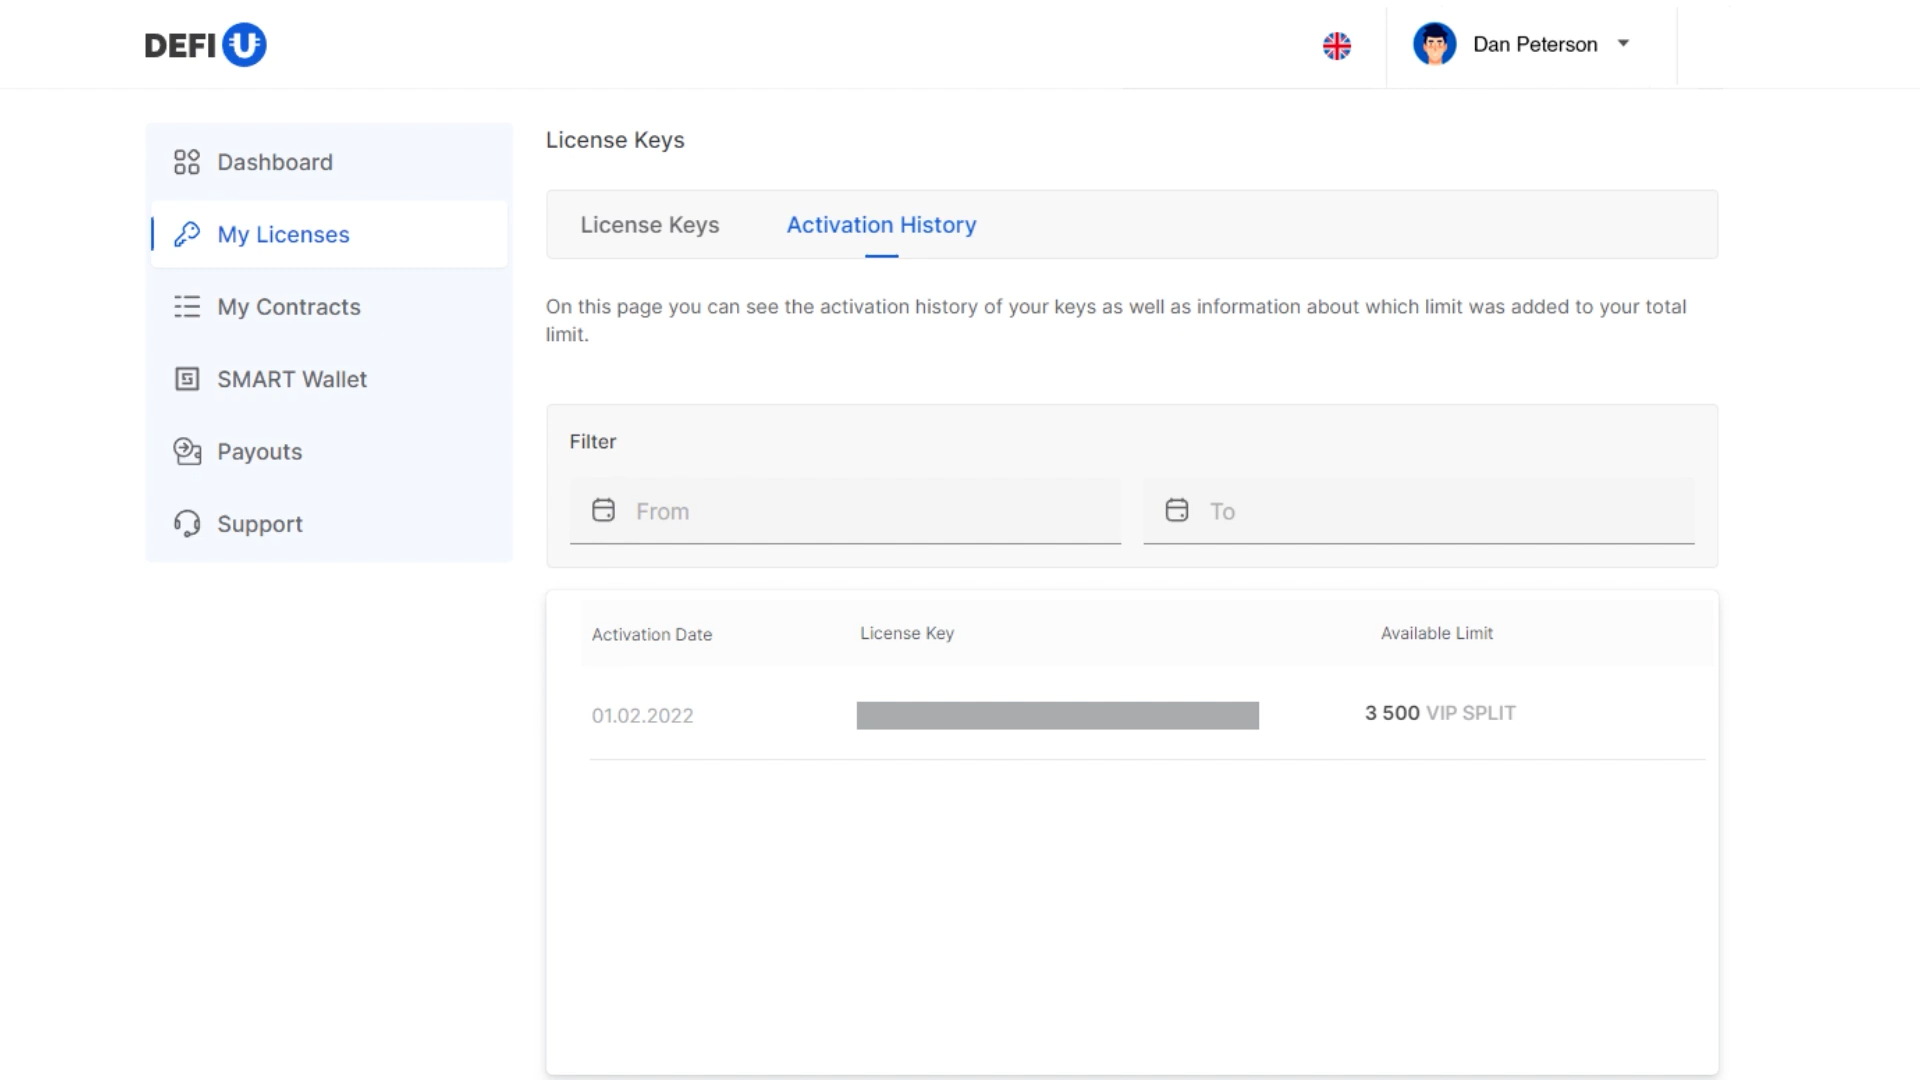 DEFI U
Dan Peterson
Dashboard
My Licenses
My Contracts
SMART Wallet
Payouts
Support
License Keys
License Keys
Activation History
On this page you can see the activation history of your keys as well as information about which limit was added to your total
limit.
Filter
From
To
Activation Date
License Key
Available Limit
01.02.2022
3 500 VIP SPLIT